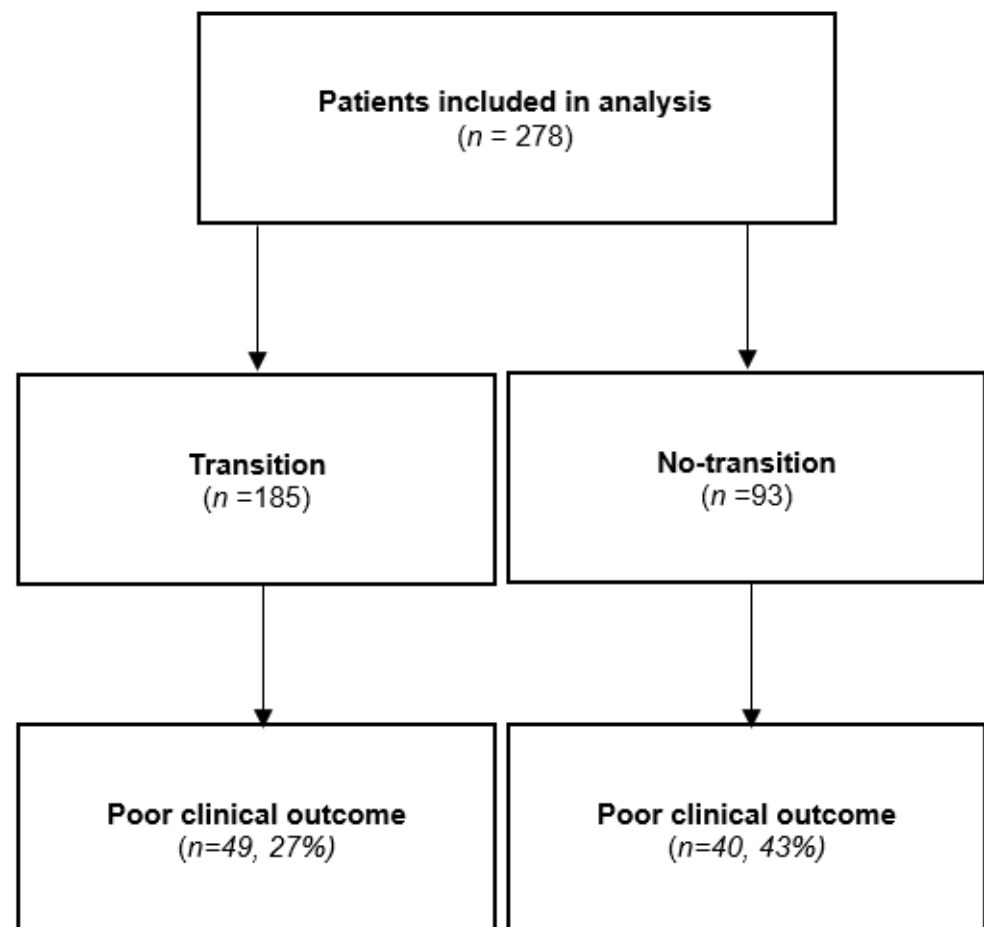 Patients included in analysis
(n = 278)
Transition
(n =185)
No-transition
(n =93)
Poor clinical outcome
(n=49, 27%)
Poor clinical outcome
(n=40, 43%)